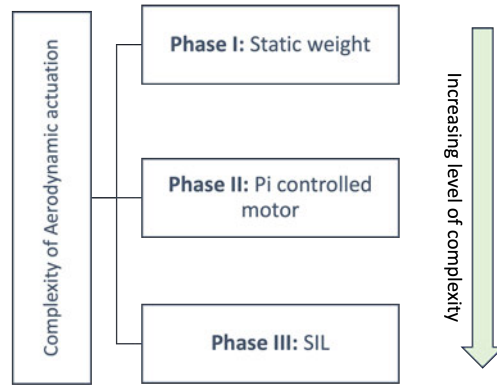 Complexity of Aerodynamic actuation
Phase I: Static weight
Phase II: Pi controlled
motor
Phase III: SIL
Increasing level of complexity